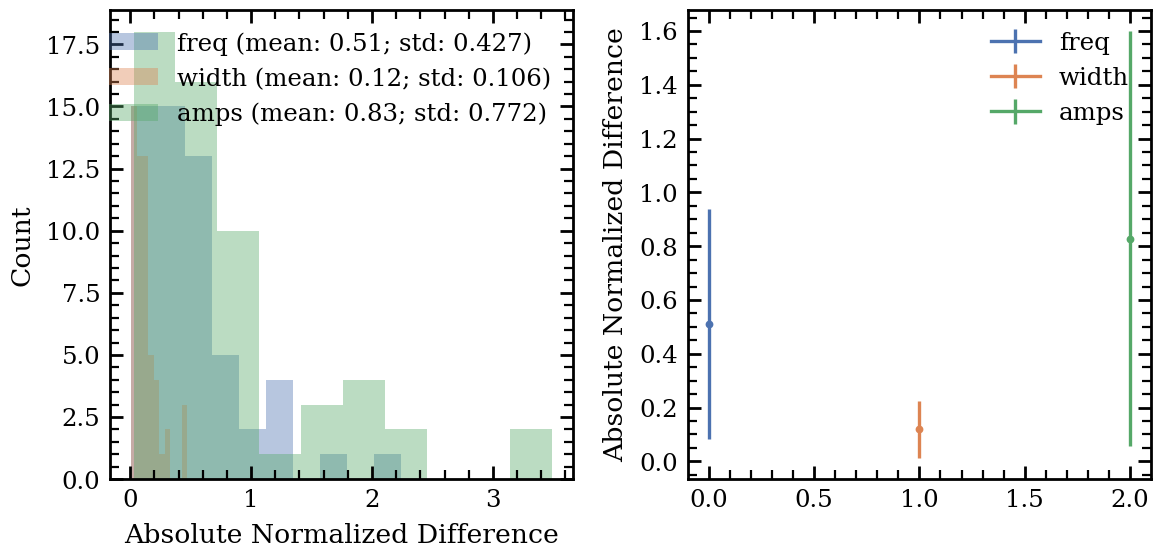 17.5
15.0
12.5
10.0
7.5
5.0
2.5
0.0
Count
freq (mean: 0.51; std: 0.427)
width (mean: 0.12; std: 0.106)
amps (mean: 0.83; std: 0.772)
0
1
2
3
Absolute Normalized Difference
Absolute Normalized Difference
1.6
1.4
1.2
1.0
0.8
0.6
0.4
0.2
0.0
freq
width
amps
0.0
0.5
1.0
1.5
2.0